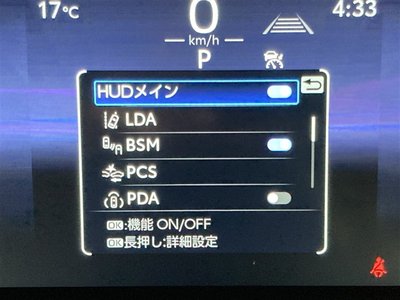 17℃
0
4:33
km/h
P
HUDメイン
LDA
BSM
PCS
PDA
OK:機能 ON/OFF
OK長押し:詳細設定